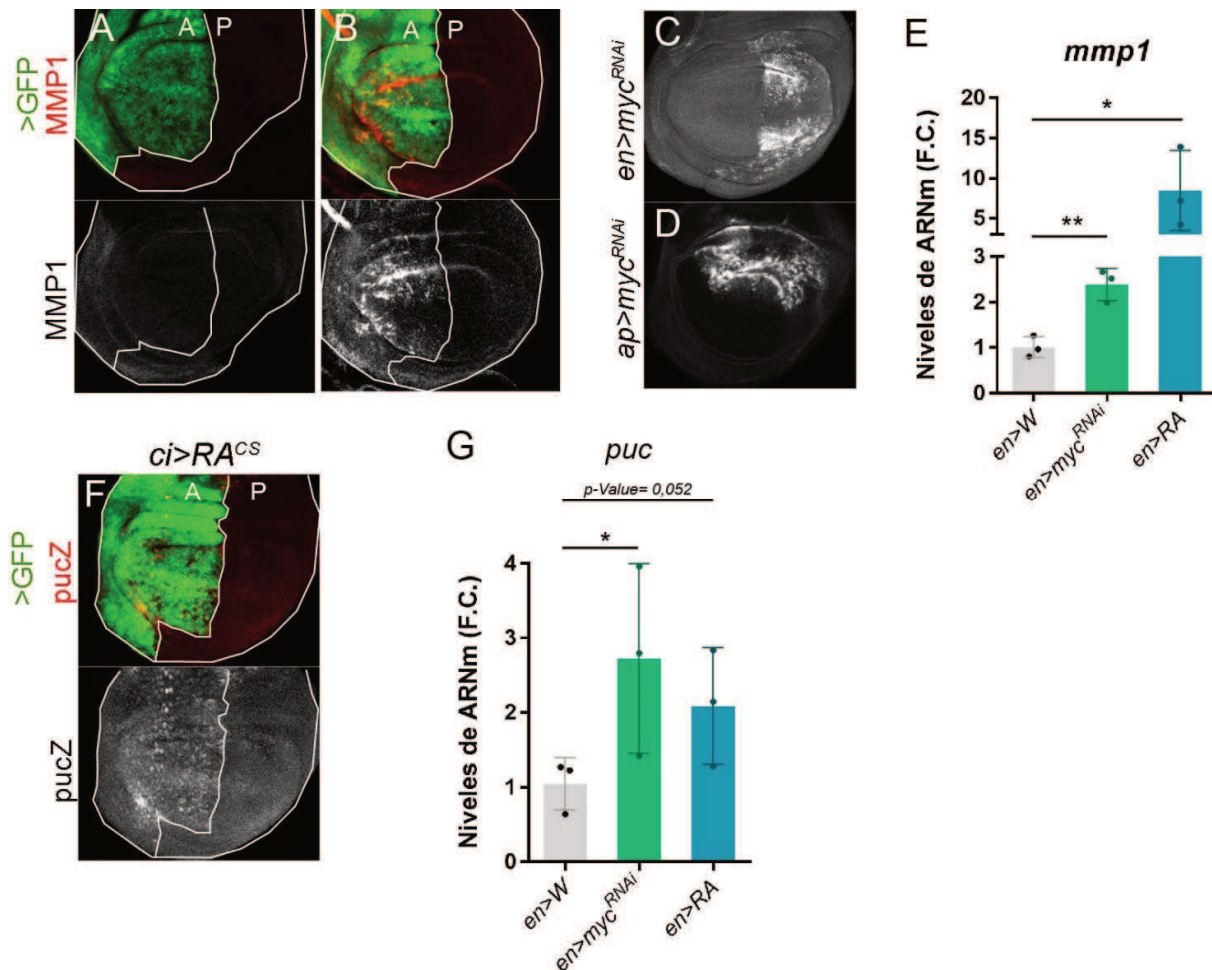 A
A P
B
A P
>GFP
MMP1
MMP1
C
en>myc^RNAi
D
ap>myc^RNAi
E
mmp1
Niveles de ARNm (F.C.)
20
15
10
5
3
2
1
0
*
**
en>W
en>myc^RNAi
en>RA
ci>RA^CS
F
A P
>GFP
pucZ
pucZ
G
puc
p-Value= 0,052
*
Niveles de ARNm (F.C.)
4
3
2
1
0
en>W
en>myc^RNAi
en>RA